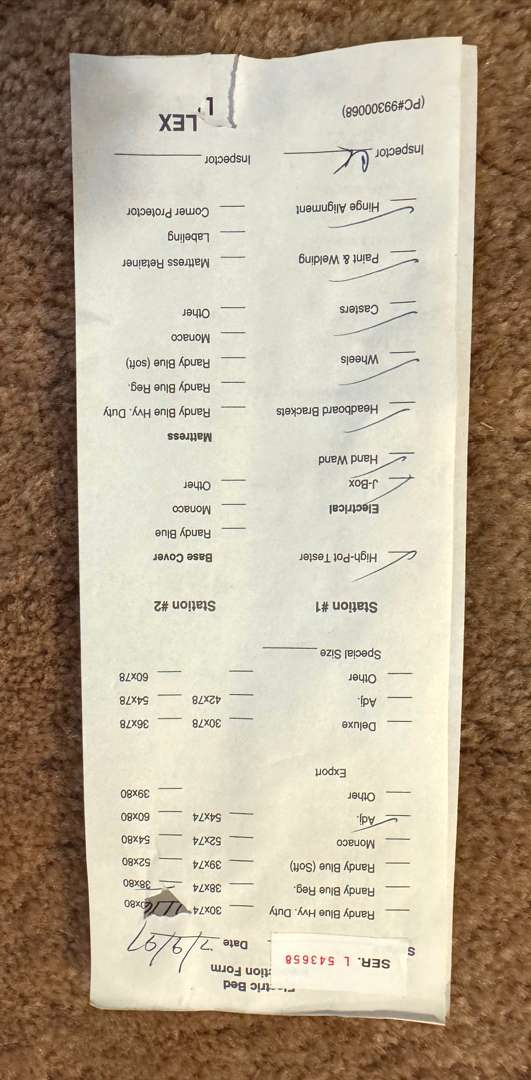 tric Bed
ction Form
SER. L 543658
S Date 7/9/97
Randy Blue Hvy. Duty 30x74 0x80
Randy Blue Reg. 38x74 38x80
Randy Blue (Soft) 39x74 52x80
Monaco 52x74 54x80
Adj. 54x74 60x80
Other 39x80
Export
Deluxe 30x78 36x78
Adj. 42x78 54x78
Other 60x78
Special Size
Station #1 Station #2
High-Pot Tester Base Cover
Randy Blue
Electrical Monaco
J-Box Other
Hand Wand
Mattress
Headboard Brackets Randy Blue Hvy. Duty
Randy Blue Reg.
Wheels Randy Blue (soft)
Monaco
Casters Other
Paint & Welding Mattress Retainer
Labeling
Hinge Alignment Corner Protector
Inspector Inspector
(PC#99300068) LEX
L